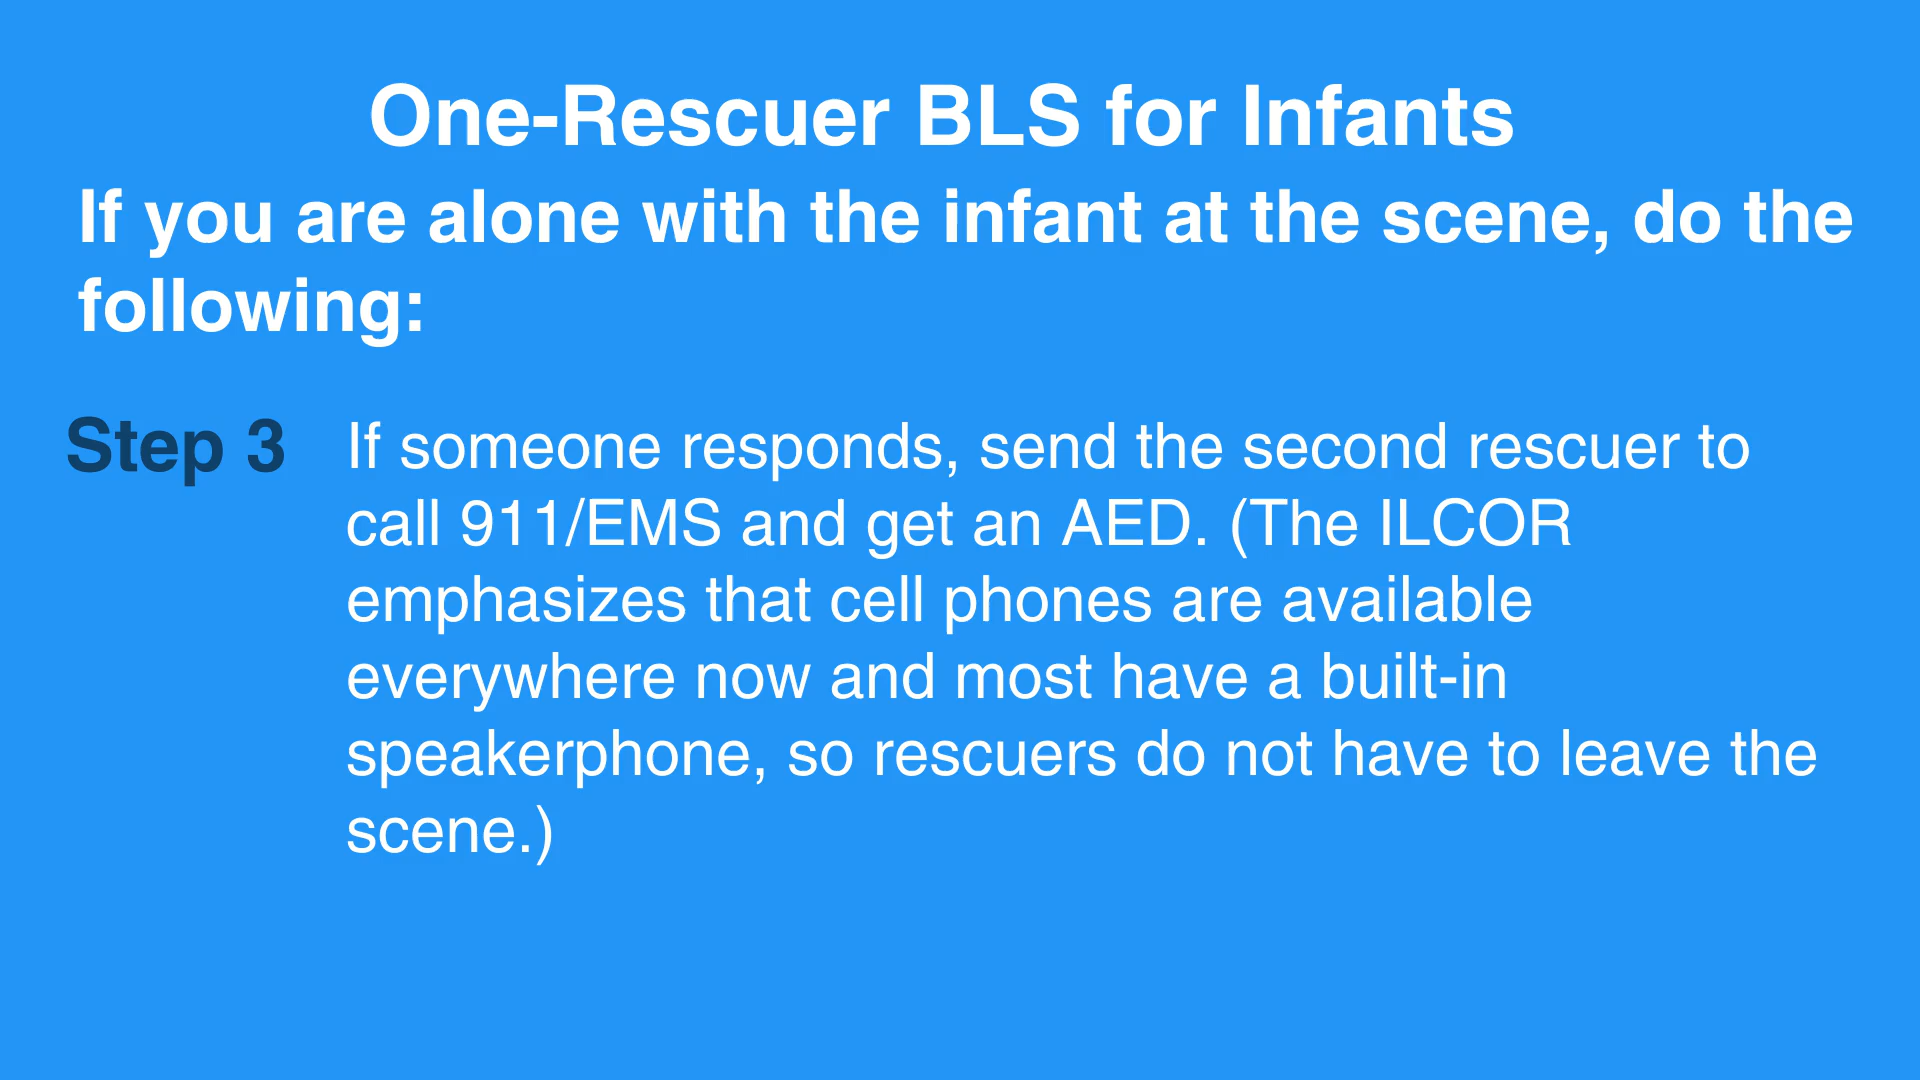 One-Rescuer BLS for Infants
If you are alone with the infant at the scene, do the
following:
Step 3
If someone responds, send the second rescuer to
call 911/EMS and get an AED. (The ILCOR
emphasizes that cell phones are available
everywhere now and most have a built-in
speakerphone, so rescuers do not have to leave the
scene.)